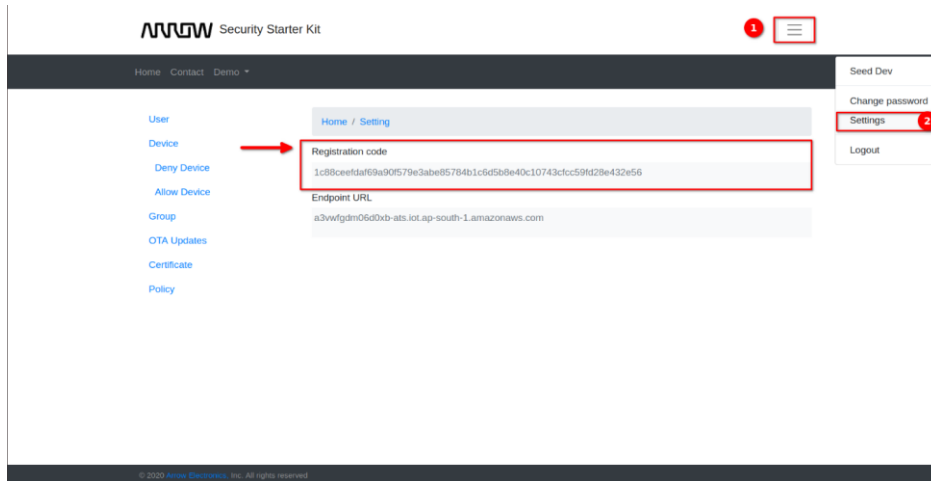 ARROW Security Starter Kit
1
Home Contact Demo
Seed Dev
Change password
Settings 2
Logout
User
Device
Deny Device
Allow Device
Group
OTA Updates
Certificate
Policy
Home / Setting
Registration code
1c88ceefdaf69a90f579e3abe85784b1c6d5b8e40c10743cfcc59fd28e432e56
Endpoint URL
a3vwfgdm06d0xb-ats.iot.ap-south-1.amazonaws.com
© 2020 Arrow Electronics, Inc. All rights reserved